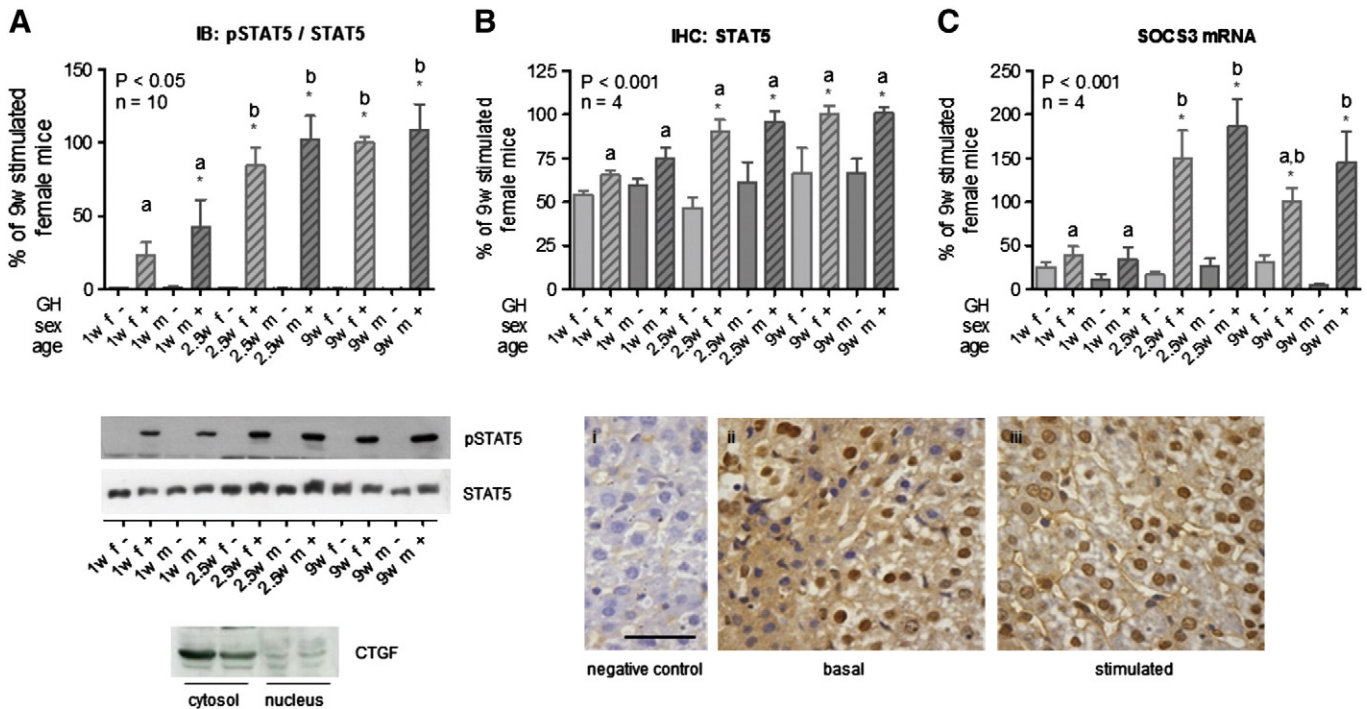 A
IB: pSTAT5 / STAT5
P < 0.05
n = 10
% of 9w stimulated
female mice
150
100
50
0
a
a
*
b
*
b
*
b
*
b
*
GH
sex
age
1w f -
1w f +
1w m -
1w m +
2.5w f -
2.5w f +
2.5w m -
2.5w m +
9w f -
9w f +
9w m -
9w m +
pSTAT5
STAT5
1w f -
1w f +
1w m -
1w m +
2.5w f -
2.5w f +
2.5w m -
2.5w m +
9w f -
9w f +
9w m -
9w m +
CTGF
cytosol
nucleus
B
IHC: STAT5
P < 0.001
n = 4
% of 9w stimulated
female mice
125
100
75
50
25
0
a
a
a
*
a
*
a
*
a
*
GH
sex
age
1w f -
1w f +
1w m -
1w m +
2.5w f -
2.5w f +
2.5w m -
2.5w m +
9w f -
9w f +
9w m -
9w m +
i
ii
iii
negative control
basal
stimulated
C
SOCS3 mRNA
P < 0.001
n = 4
% of 9w stimulated
female mice
250
200
150
100
50
0
a
a
b
*
b
*
a,b
*
b
*
GH
sex
age
1w f -
1w f +
1w m -
1w m +
2.5w f -
2.5w f +
2.5w m -
2.5w m +
9w f -
9w f +
9w m -
9w m +